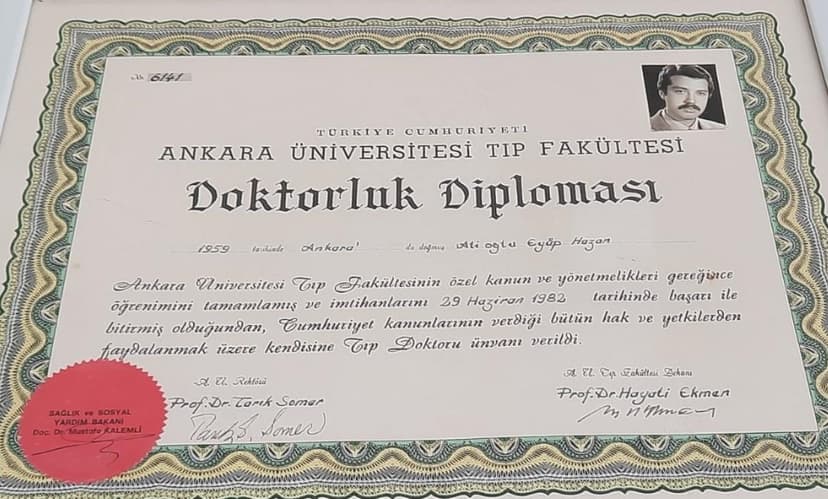 № 6141
TÜRKİYE CUMHURİYETİ
ANKARA ÜNİVERSİTESİ TIP FAKÜLTESİ
Doktorluk Diploması
1959 tarihinde Ankara' da doğmuş Ali oğlu Eyüp Hazan
Ankara Üniversitesi Tıp Fakültesinin özel kanun ve yönetmelikleri gereğince
öğrenimini tamamlamış ve imtihanlarını 29 Haziran 1982 tarihinde başarı ile
bitirmiş olduğundan, Cumhuriyet kanunlarının verdiği bütün hak ve yetkilerden
faydalanmak üzere kendisine Tıp Doktoru ünvanı verildi.
A. Ü. Rektörü
Prof.Dr.Tarık Somer
Tarık G. Somer
A. Ü. Tıp Fakültesi Dekanı
Prof.Dr.Hayati Ekmen
SAĞLIK ve SOSYAL
YARDIM BAKANI
Doç. Dr. Mustafa KALEMLİ